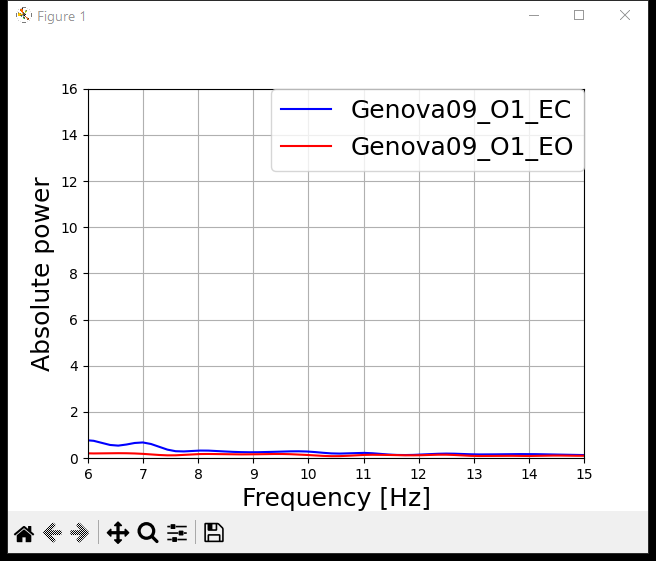 Figure 1
Genova09_O1_EC
Genova09_O1_EO
Absolute power
16
14
12
10
8
6
4
2
0
6 7 8 9 10 11 12 13 14 15
Frequency [Hz]